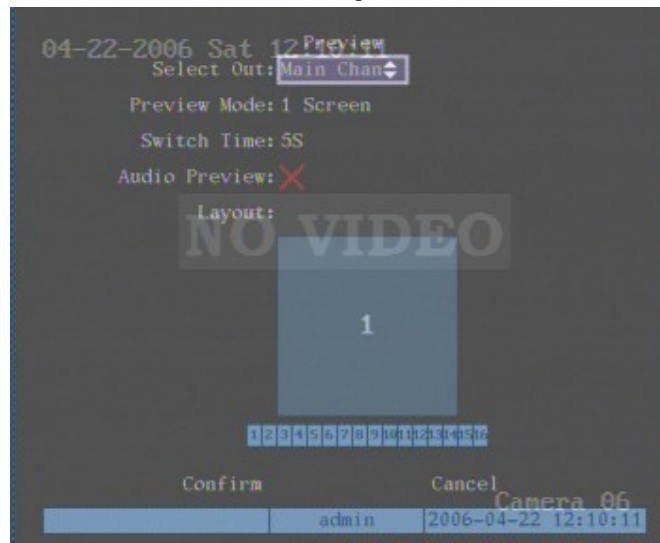 Preview
04-22-2006 Sat 12:10:11
Select Out: Main Chan
Preview Mode: 1 Screen
Switch Time: 5S
Audio Preview:
Layout:
NO VIDEO
1
1 2 3 4 5 6 7 8 9 10 11 12 13 14 15 16
Confirm Cancel
Camera 06
admin 2006-04-22 12:10:11